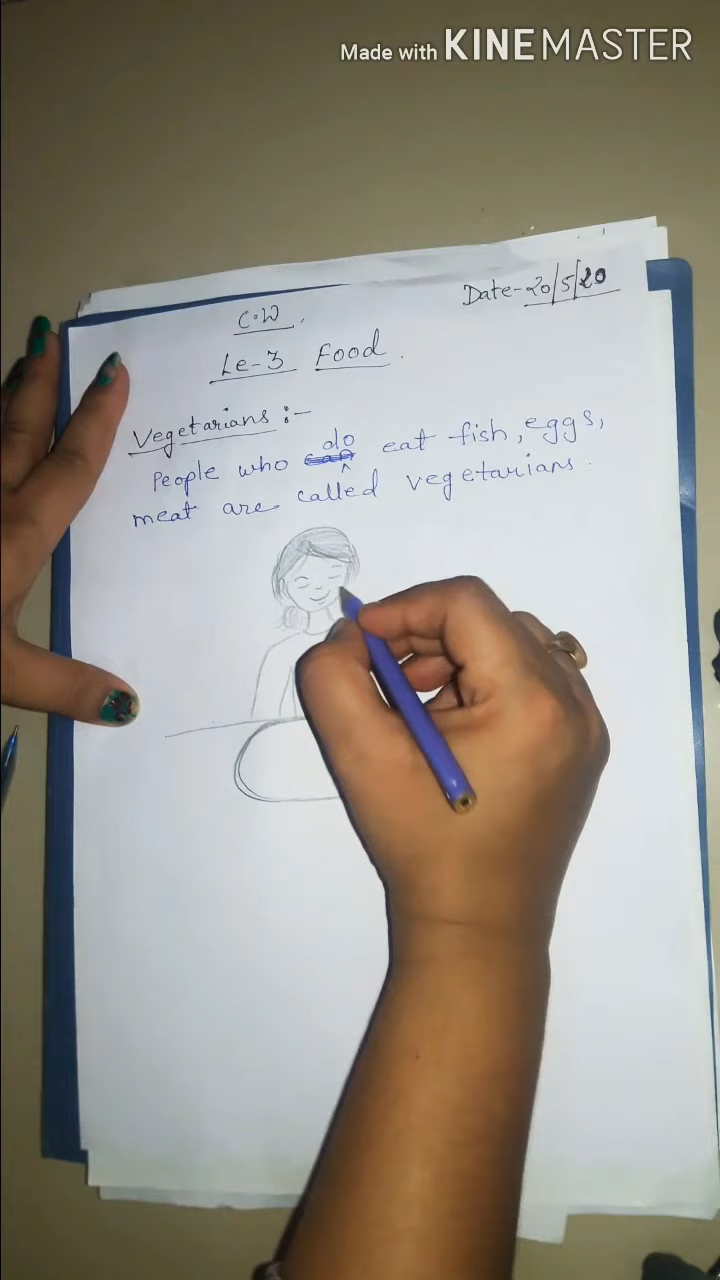 Made with KINEMASTER
Date-20/5/20
C.W.
Le-3 Food.
Vegetarians :-
do
People who can eat fish, eggs,
meat are called vegetarians.